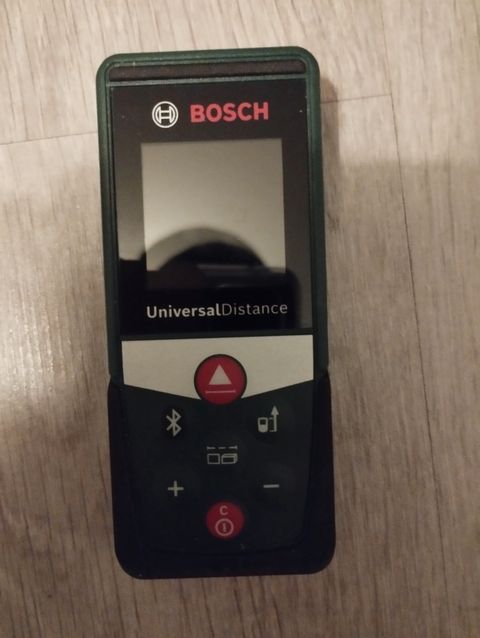 BOSCH
UniversalDistance
+ −
C